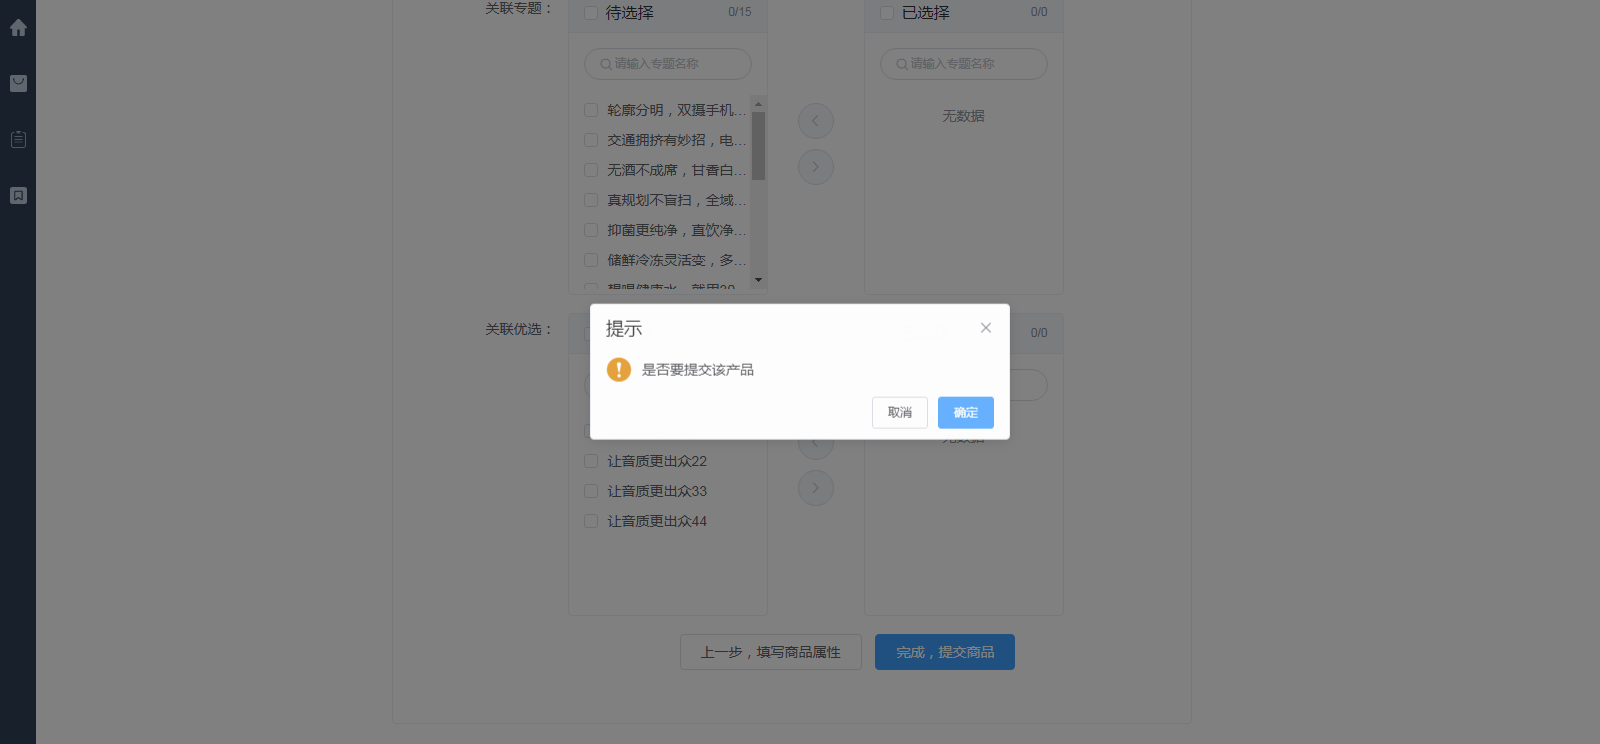 关联专题：
待选择 0/15
已选择 0/0
请输入专题名称
请输入专题名称
轮廓分明，双摄手机...
无数据
交通拥挤有妙招，电...
无酒不成席，甘香白...
真规划不盲扫，全域...
抑菌更纯净，直饮净...
储鲜冷冻灵活变，多...
关联优选：
0/0
提示
是否要提交该产品
取消
确定
无数据
让音质更出众22
让音质更出众33
让音质更出众44
上一步，填写商品属性
完成，提交商品